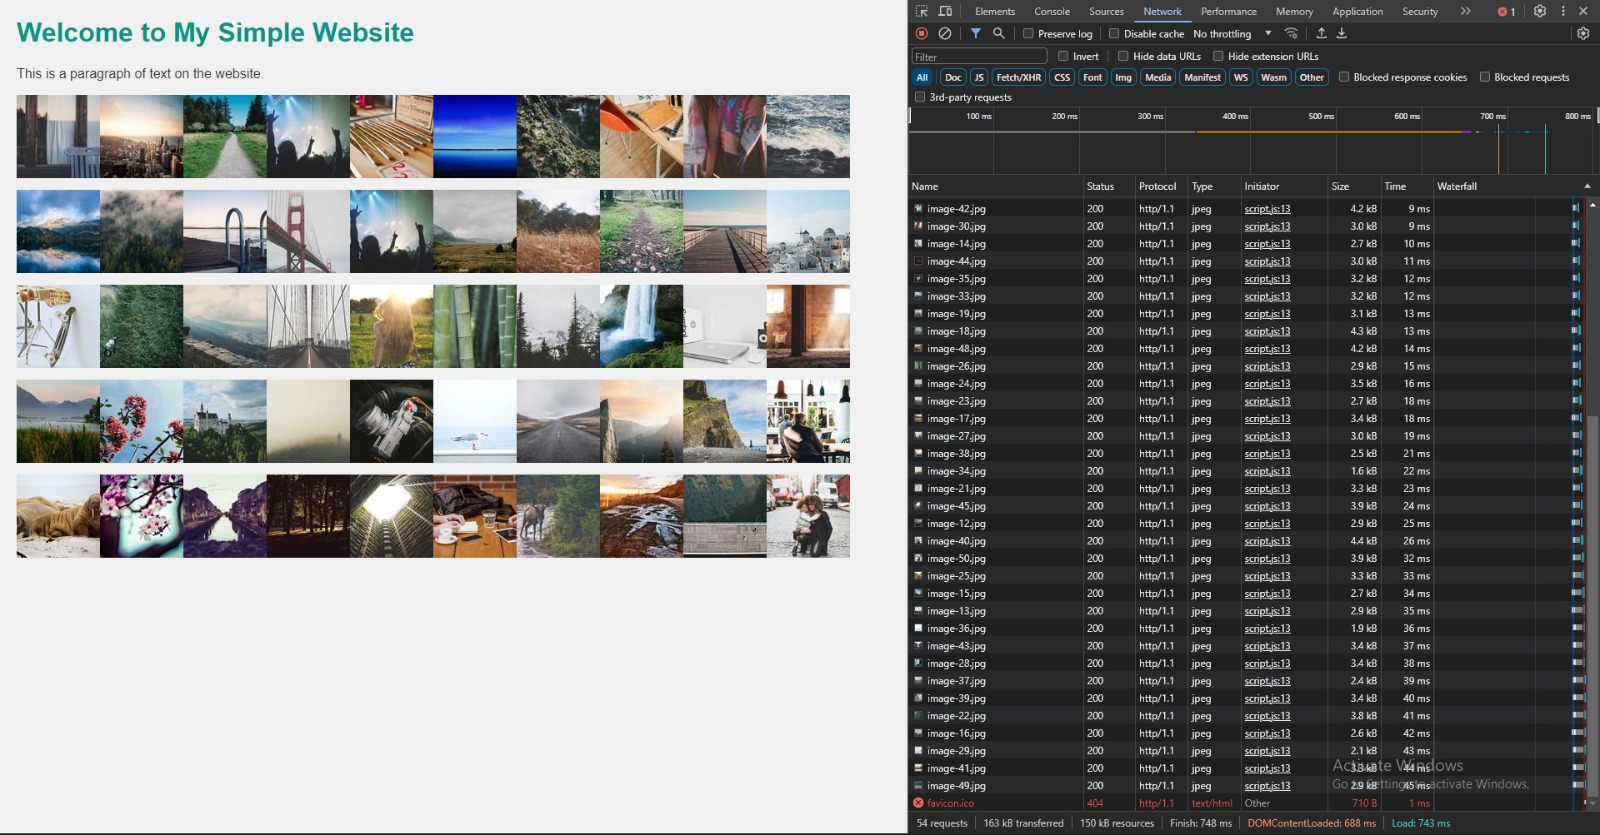 Welcome to My Simple Website
This is a paragraph of text on the website.
Elements Console Sources Network Performance Memory Application Security 1
Preserve log Disable cache No throttling
Filter Invert Hide data URLs Hide extension URLs
All Doc JS Fetch/XHR CSS Font Img Media Manifest WS Wasm Other Blocked response cookies Blocked requests
3rd-party requests
100 ms 200 ms 300 ms 400 ms 500 ms 600 ms 700 ms 800 ms
Name Status Protocol Type Initiator Size Time Waterfall
image-42.jpg 200 http/1.1 jpeg script.js:13 4.2 kB 9 ms
image-30.jpg 200 http/1.1 jpeg script.js:13 3.0 kB 9 ms
image-14.jpg 200 http/1.1 jpeg script.js:13 2.7 kB 10 ms
image-44.jpg 200 http/1.1 jpeg script.js:13 3.0 kB 11 ms
image-35.jpg 200 http/1.1 jpeg script.js:13 3.2 kB 12 ms
image-33.jpg 200 http/1.1 jpeg script.js:13 3.2 kB 12 ms
image-19.jpg 200 http/1.1 jpeg script.js:13 3.1 kB 13 ms
image-18.jpg 200 http/1.1 jpeg script.js:13 4.3 kB 13 ms
image-48.jpg 200 http/1.1 jpeg script.js:13 4.2 kB 14 ms
image-26.jpg 200 http/1.1 jpeg script.js:13 2.9 kB 15 ms
image-24.jpg 200 http/1.1 jpeg script.js:13 3.5 kB 16 ms
image-23.jpg 200 http/1.1 jpeg script.js:13 2.7 kB 18 ms
image-17.jpg 200 http/1.1 jpeg script.js:13 3.4 kB 18 ms
image-27.jpg 200 http/1.1 jpeg script.js:13 3.0 kB 19 ms
image-38.jpg 200 http/1.1 jpeg script.js:13 2.5 kB 21 ms
image-34.jpg 200 http/1.1 jpeg script.js:13 1.6 kB 22 ms
image-21.jpg 200 http/1.1 jpeg script.js:13 3.3 kB 23 ms
image-45.jpg 200 http/1.1 jpeg script.js:13 3.9 kB 24 ms
image-12.jpg 200 http/1.1 jpeg script.js:13 2.9 kB 25 ms
image-40.jpg 200 http/1.1 jpeg script.js:13 4.4 kB 26 ms
image-50.jpg 200 http/1.1 jpeg script.js:13 3.9 kB 32 ms
image-25.jpg 200 http/1.1 jpeg script.js:13 3.3 kB 33 ms
image-15.jpg 200 http/1.1 jpeg script.js:13 2.7 kB 34 ms
image-13.jpg 200 http/1.1 jpeg script.js:13 2.9 kB 35 ms
image-36.jpg 200 http/1.1 jpeg script.js:13 1.9 kB 36 ms
image-43.jpg 200 http/1.1 jpeg script.js:13 3.4 kB 37 ms
image-28.jpg 200 http/1.1 jpeg script.js:13 3.4 kB 38 ms
image-37.jpg 200 http/1.1 jpeg script.js:13 2.4 kB 39 ms
image-39.jpg 200 http/1.1 jpeg script.js:13 3.4 kB 40 ms
image-22.jpg 200 http/1.1 jpeg script.js:13 3.8 kB 41 ms
image-16.jpg 200 http/1.1 jpeg script.js:13 2.6 kB 42 ms
image-29.jpg 200 http/1.1 jpeg script.js:13 2.1 kB 43 ms
image-41.jpg 200 http/1.1 jpeg script.js:13 3.3 kB 44 ms
image-49.jpg 200 http/1.1 jpeg script.js:13 2.9 kB 45 ms
favicon.ico 404 http/1.1 text/html Other 710 B 1 ms
Activate Windows
Go to Settings to activate Windows.
54 requests 163 kB transferred 150 kB resources Finish: 748 ms DOMContentLoaded: 688 ms Load: 743 ms